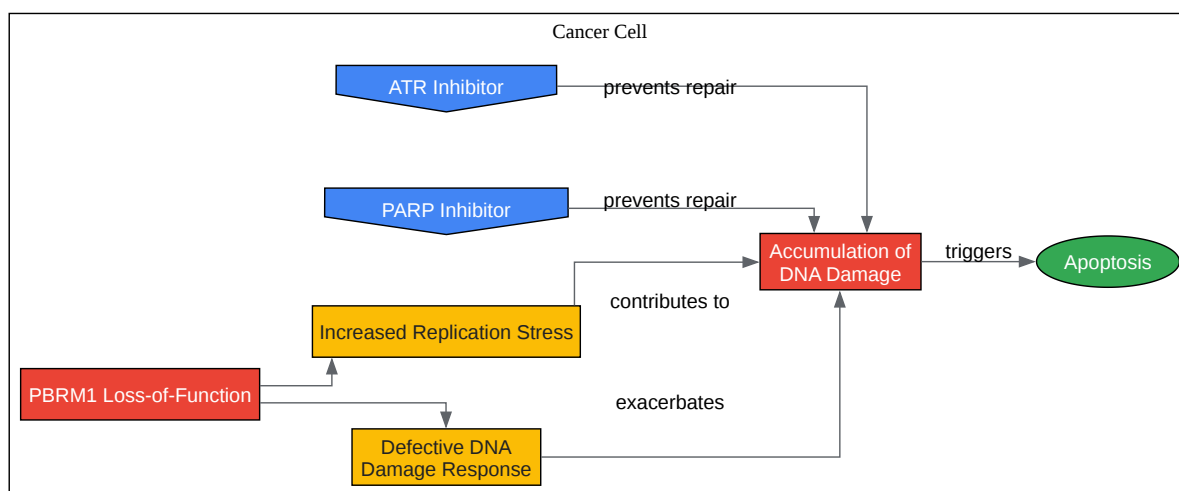 Cancer Cell
ATR Inhibitor
prevents repair
PARP Inhibitor
prevents repair
Accumulation of
DNA Damage
triggers
Apoptosis
contributes to
Increased Replication Stress
PBRM1 Loss-of-Function
exacerbates
Defective DNA
Damage Response